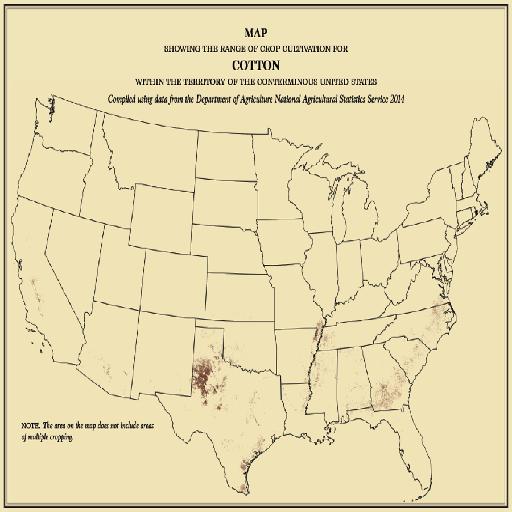 MAP
SHOWING THE RANGE OF CROP CULTIVATION FOR
COTTON
WITHIN THE TERRITORY OF THE CONTERMINOUS UNITED STATES
Compiled using data from the Department of Agriculture National Agricultural Statistics Service 2014
NOTE. The area on the map does not include areas
of multiple cropping.